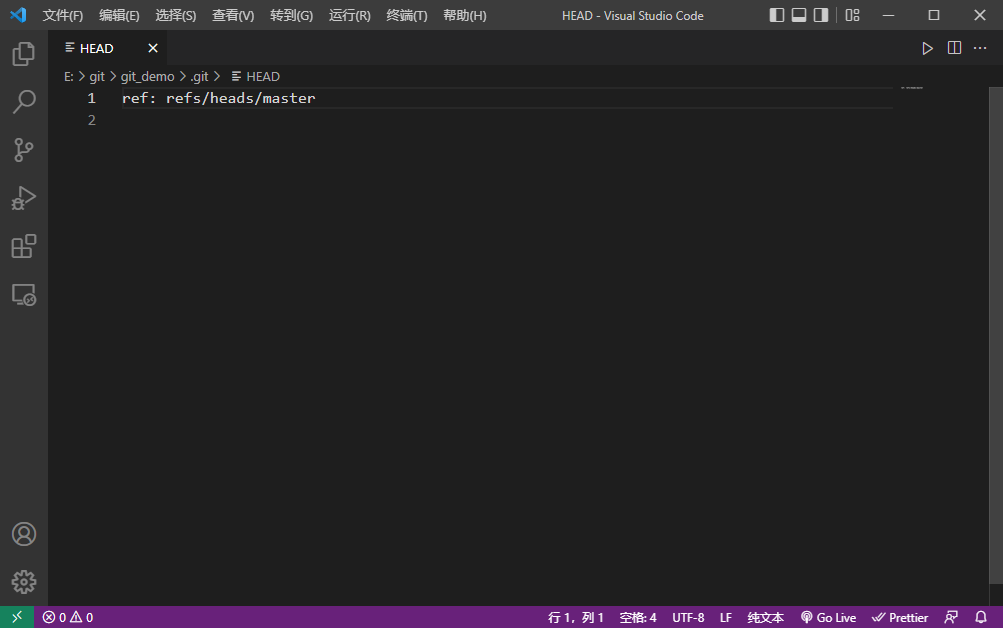 文件(F) 编辑(E) 选择(S) 查看(V) 转到(G) 运行(R) 终端(T) 帮助(H) HEAD - Visual Studio Code
HEAD
E: > git > git_demo > .git > HEAD
1 ref: refs/heads/master
2
0 0 行 1，列 1 空格: 4 UTF-8 LF 纯文本 Go Live Prettier